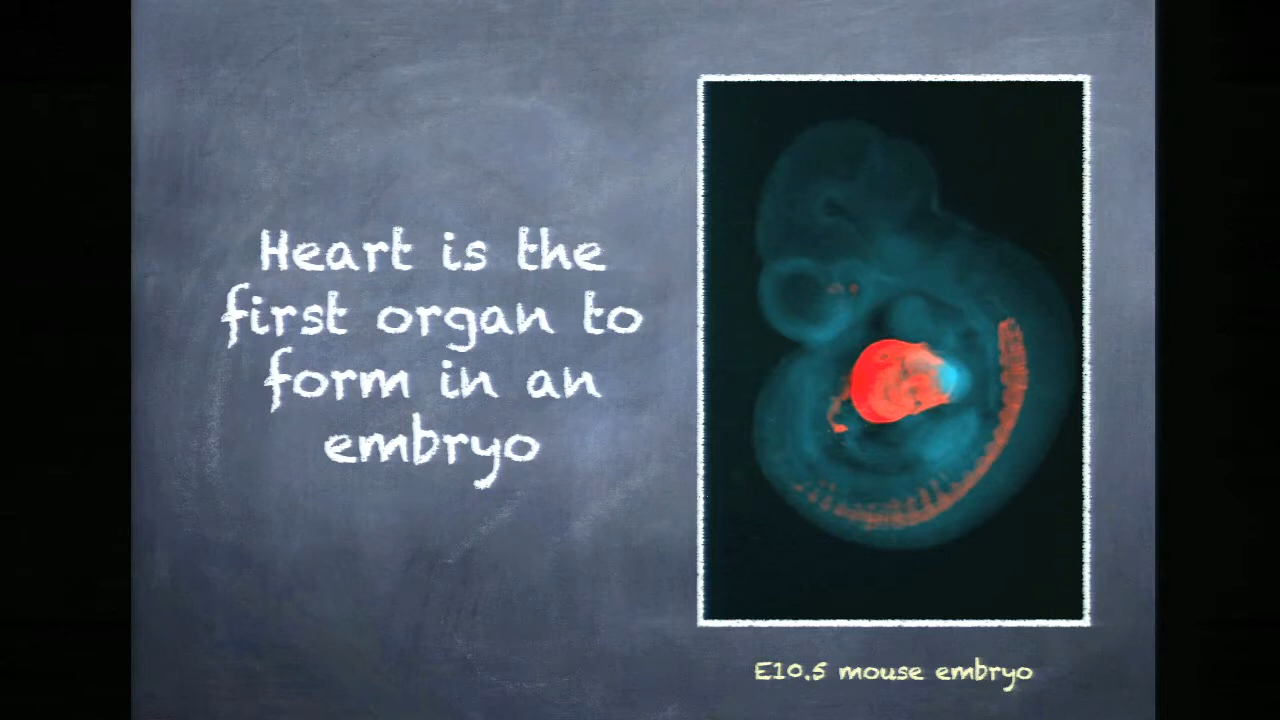 Heart is the
first organ to
form in an
embryo
E10.5 mouse embryo